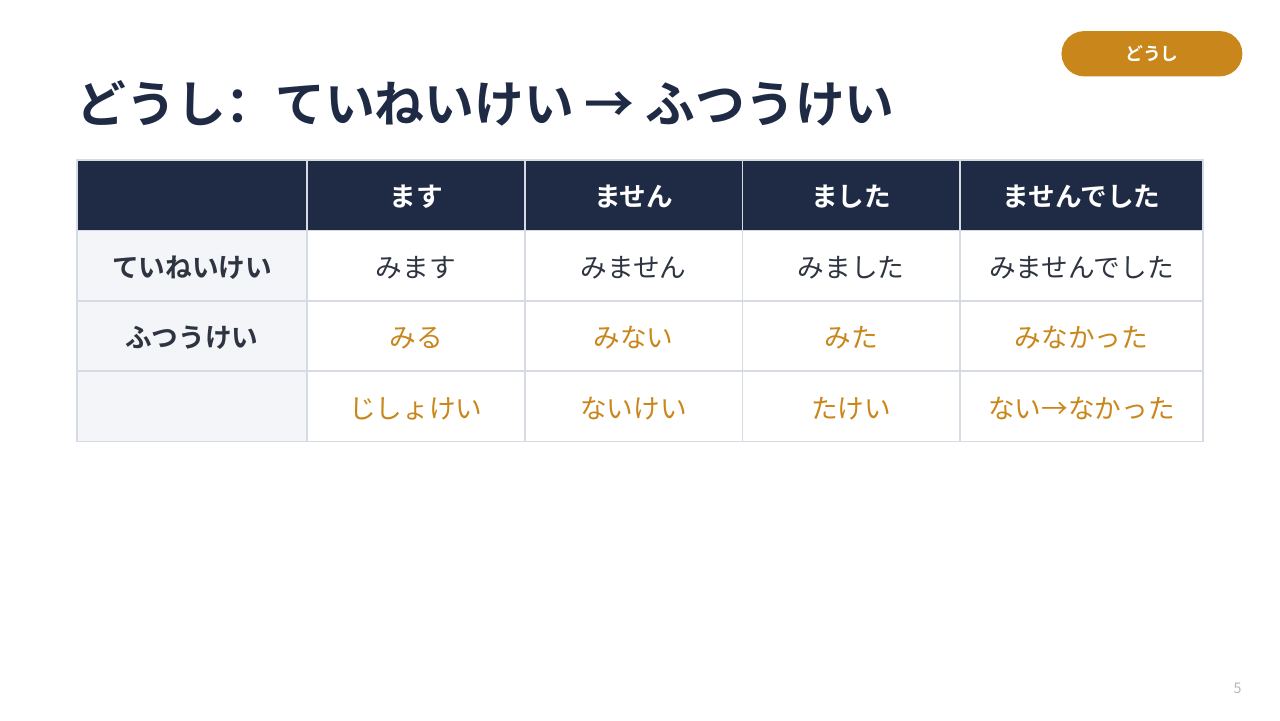 どうし
どうし：ていねいけい → ふつうけい
ます ません ました ませんでした
ていねいけい みます みません みました みませんでした
ふつうけい みる みない みた みなかった
じしょけい ないけい たけい ない→なかった
5